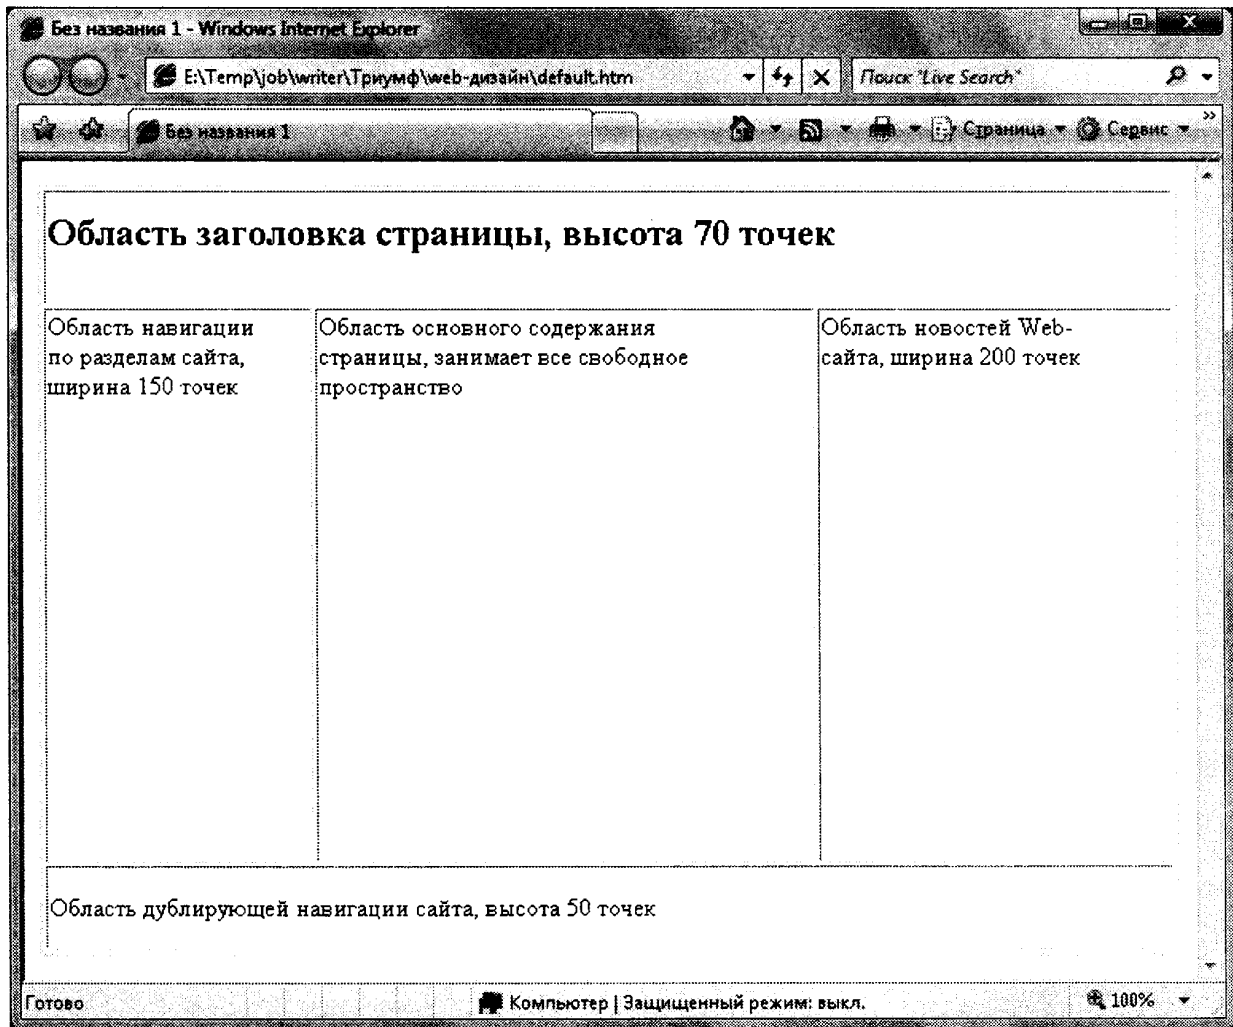 Без названия 1 - Windows Internet Explorer
E:\Temp\job\writer\Триумф\web-дизайн\default.htm
Поиск "Live Search"
Без названия 1
Страница
Сервис
»
Область заголовка страницы, высота 70 точек
Область навигации
по разделам сайта,
ширина 150 точек
Область основного содержания
страницы, занимает все свободное
пространство
Область новостей Web-
сайта, ширина 200 точек
Область дублирующей навигации сайта, высота 50 точек
Готово
Компьютер | Защищенный режим: выкл.
100%